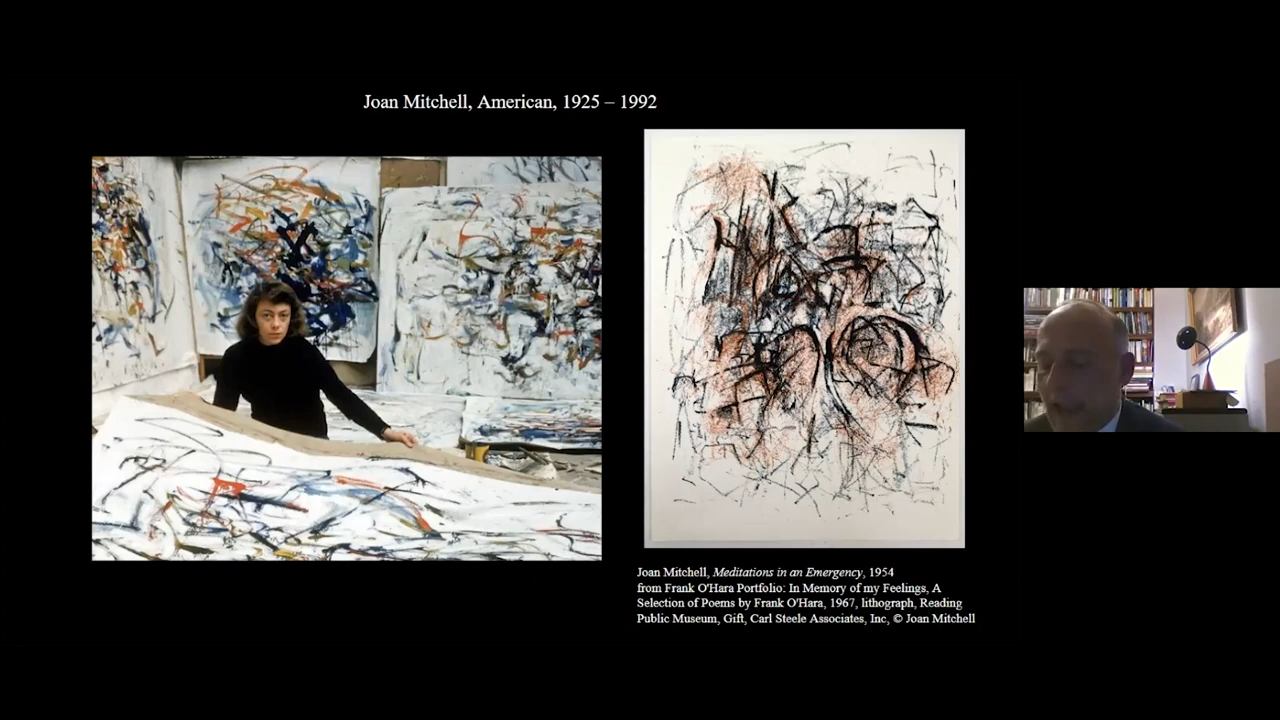 Joan Mitchell, American, 1925 – 1992
Joan Mitchell, Meditations in an Emergency, 1954
from Frank O'Hara Portfolio: In Memory of my Feelings, A
Selection of Poems by Frank O'Hara, 1967, lithograph, Reading
Public Museum, Gift, Carl Steele Associates, Inc, © Joan Mitchell